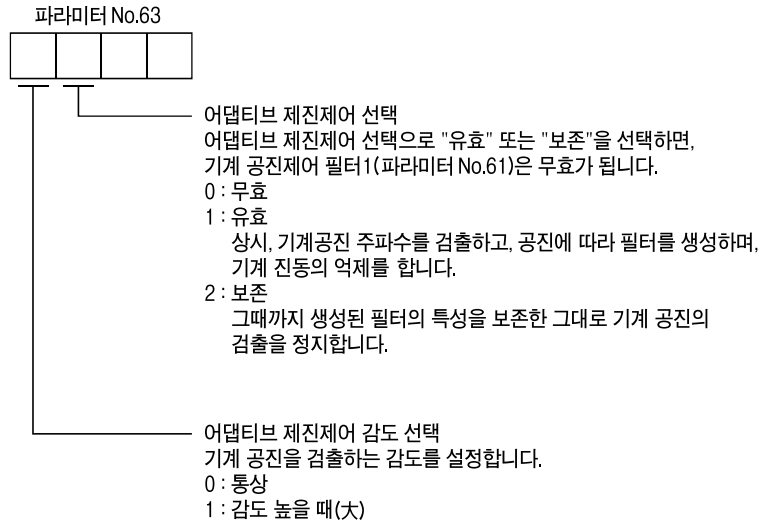 파라미터 No.63
어댑티브 제진제어 선택
어댑티브 제진제어 선택으로 "유효" 또는 "보존"을 선택하면,
기계 공진제어 필터1(파라미터 No.61)은 무효가 됩니다.
0 : 무효
1 : 유효
상시, 기계공진 주파수를 검출하고, 공진에 따라 필터를 생성하며,
기계 진동의 억제를 합니다.
2 : 보존
그때까지 생성된 필터의 특성을 보존한 그대로 기계 공진의
검출을 정지합니다.
어댑티브 제진제어 감도 선택
기계 공진을 검출하는 감도를 설정합니다.
0 : 통상
1 : 감도 높을 때(大)